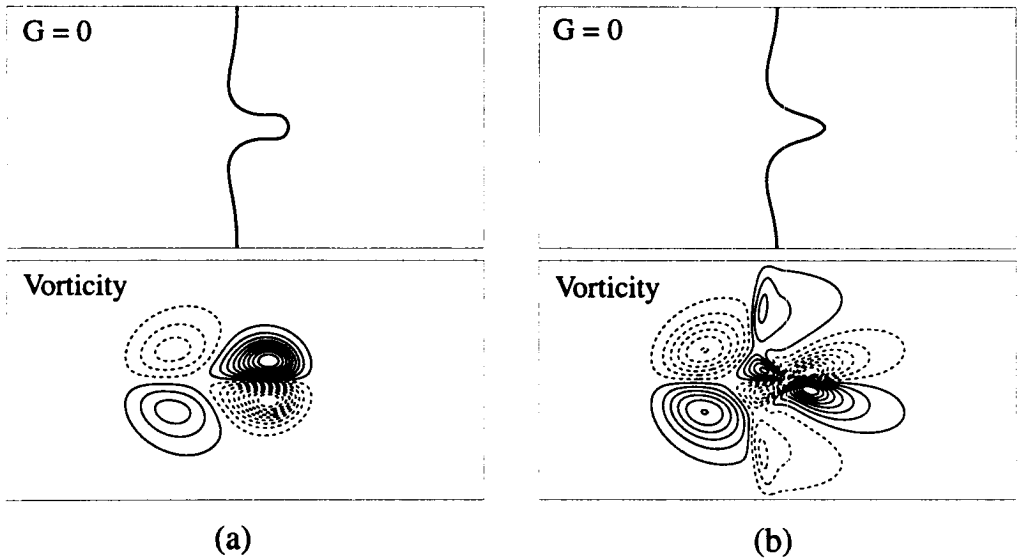 G = 0
G = 0
Vorticity
Vorticity
(a)
(b)